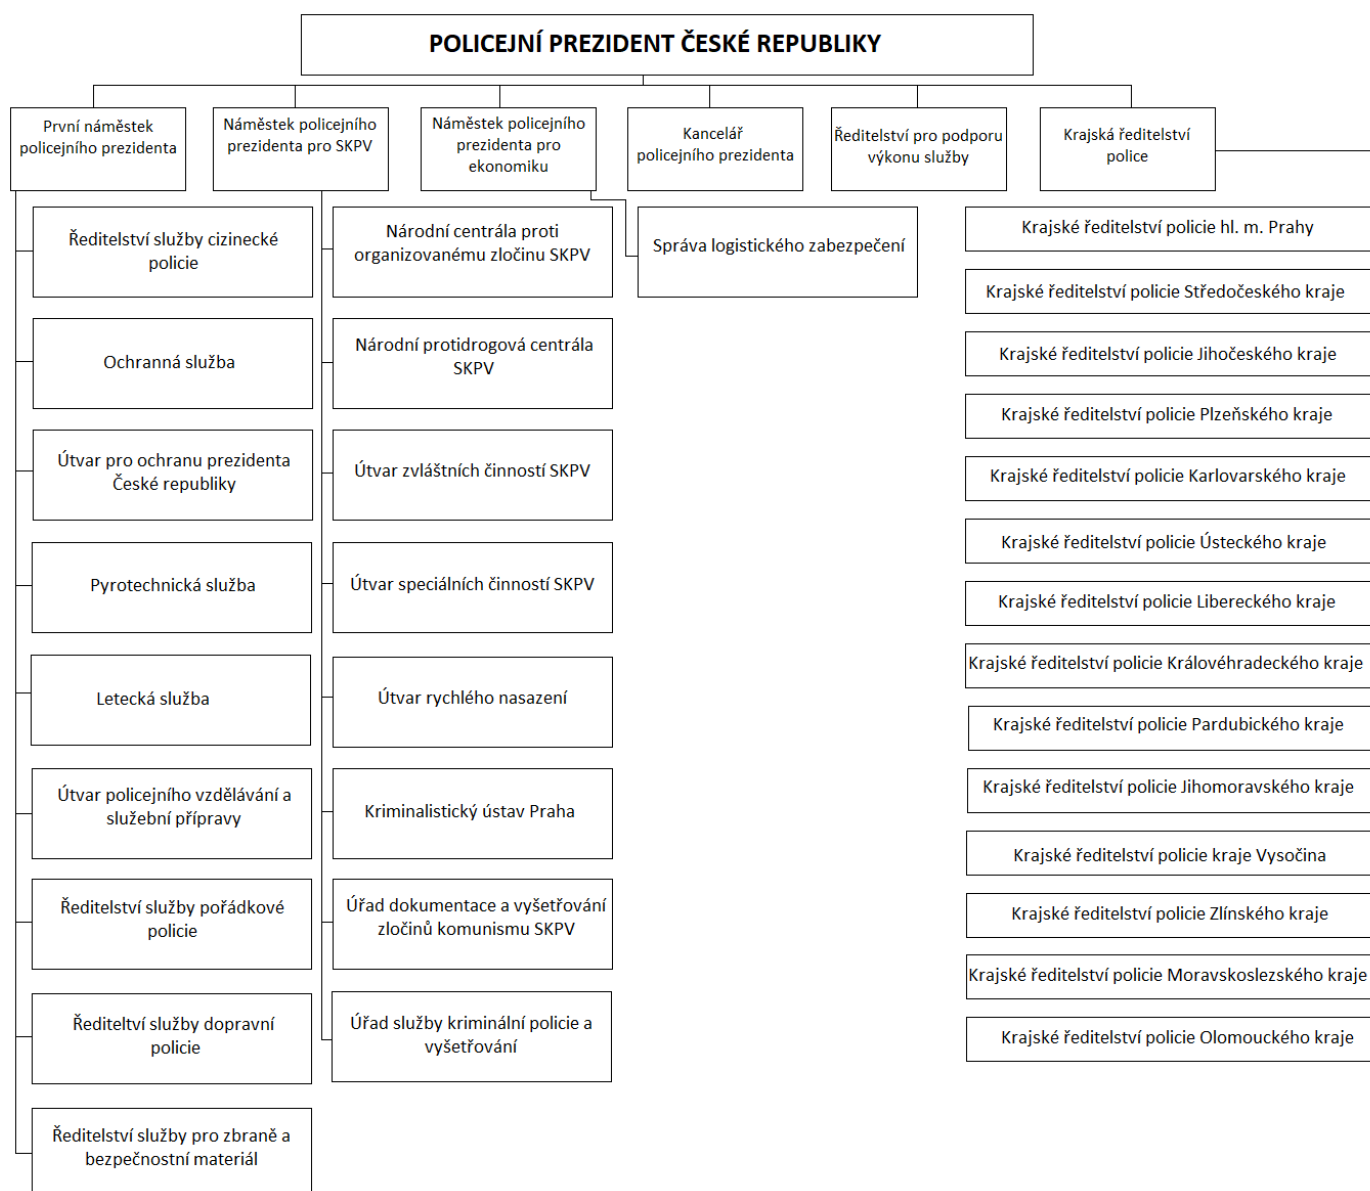 POLICEJNÍ PREZIDENT ČESKÉ REPUBLIKY
První náměstek
policejního prezidenta
Náměstek policejního
prezidenta pro SKPV
Náměstek policejního
prezidenta pro
ekonomiku
Kancelář
policejního prezidenta
Ředitelství pro podporu
výkonu služby
Krajská ředitelství
police
Ředitelství služby cizinecké
policie
Ochranná služba
Útvar pro ochranu prezidenta
České republiky
Pyrotechnická služba
Letecká služba
Útvar policejního vzdělávání a
služební přípravy
Ředitelství služby pořádkové
policie
Řediteltví služby dopravní
policie
Ředitelství služby pro zbraně a
bezpečnostní materiál
Národní centrála proti
organizovanému zločinu SKPV
Národní protidrogová centrála
SKPV
Útvar zvláštních činností SKPV
Útvar speciálních činností SKPV
Útvar rychlého nasazení
Kriminalistický ústav Praha
Úřad dokumentace a vyšetřování
zločinů komunismu SKPV
Úřad služby kriminální policie a
vyšetřování
Správa logistického zabezpečení
Krajské ředitelství policie hl. m. Prahy
Krajské ředitelství policie Středočeského kraje
Krajské ředitelství policie Jihočeského kraje
Krajské ředitelství policie Plzeňského kraje
Krajské ředitelství policie Karlovarského kraje
Krajské ředitelství policie Ústeckého kraje
Krajské ředitelství policie Libereckého kraje
Krajské ředitelství policie Královéhradeckého kraje
Krajské ředitelství policie Pardubického kraje
Krajské ředitelství policie Jihomoravského kraje
Krajské ředitelství policie kraje Vysočina
Krajské ředitelství policie Zlínského kraje
Krajské ředitelství policie Moravskoslezského kraje
Krajské ředitelství policie Olomouckého kraje